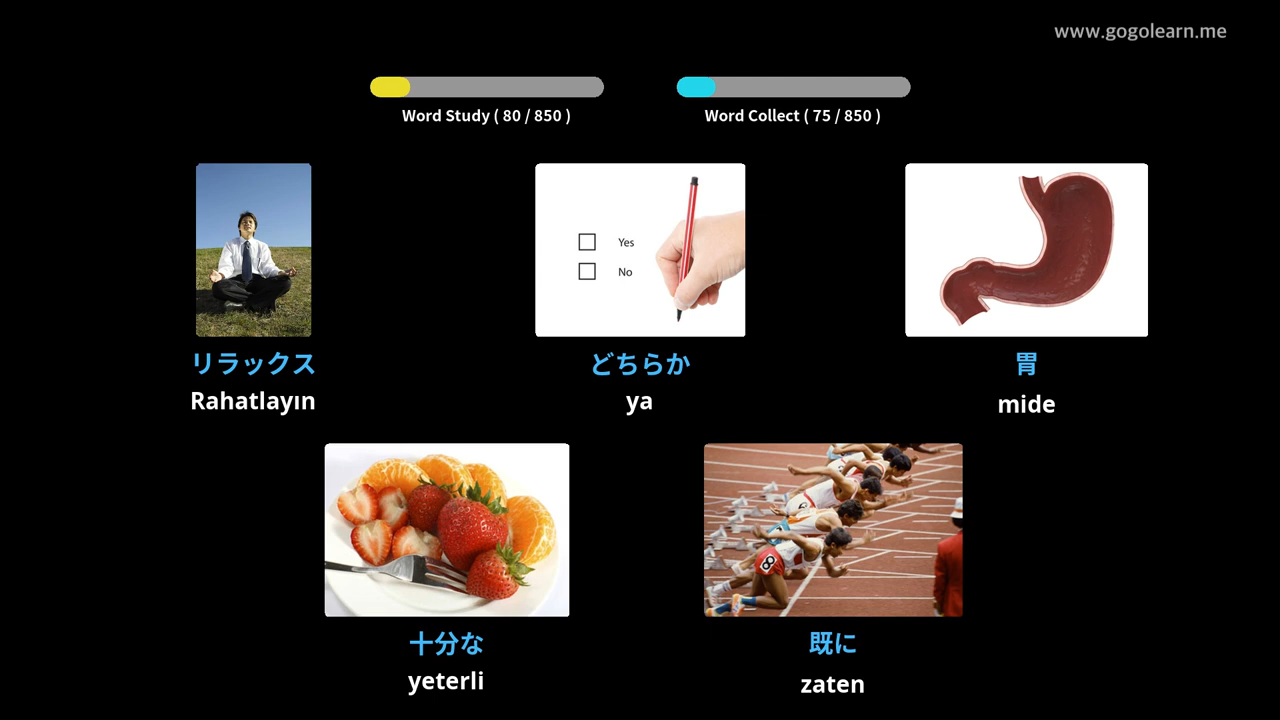 www.gogolearn.me
Word Study ( 80 / 850 )
Word Collect ( 75 / 850 )
Yes
No
リラックス
どちらか
胃
Rahatlayın
ya
mide
8
十分な
既に
yeterli
zaten